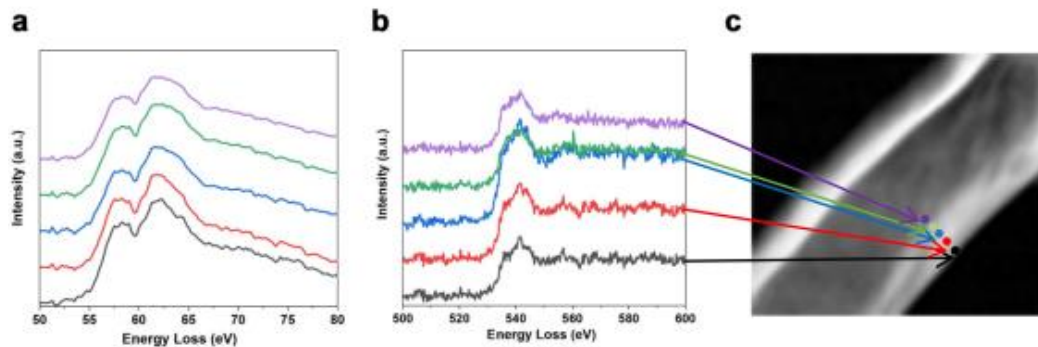 a
Intensity (a.u.)
50 55 60 65 70 75 80
Energy Loss (eV)
b
Intensity (a.u.)
500 520 540 560 580 600
Energy Loss (eV)
c